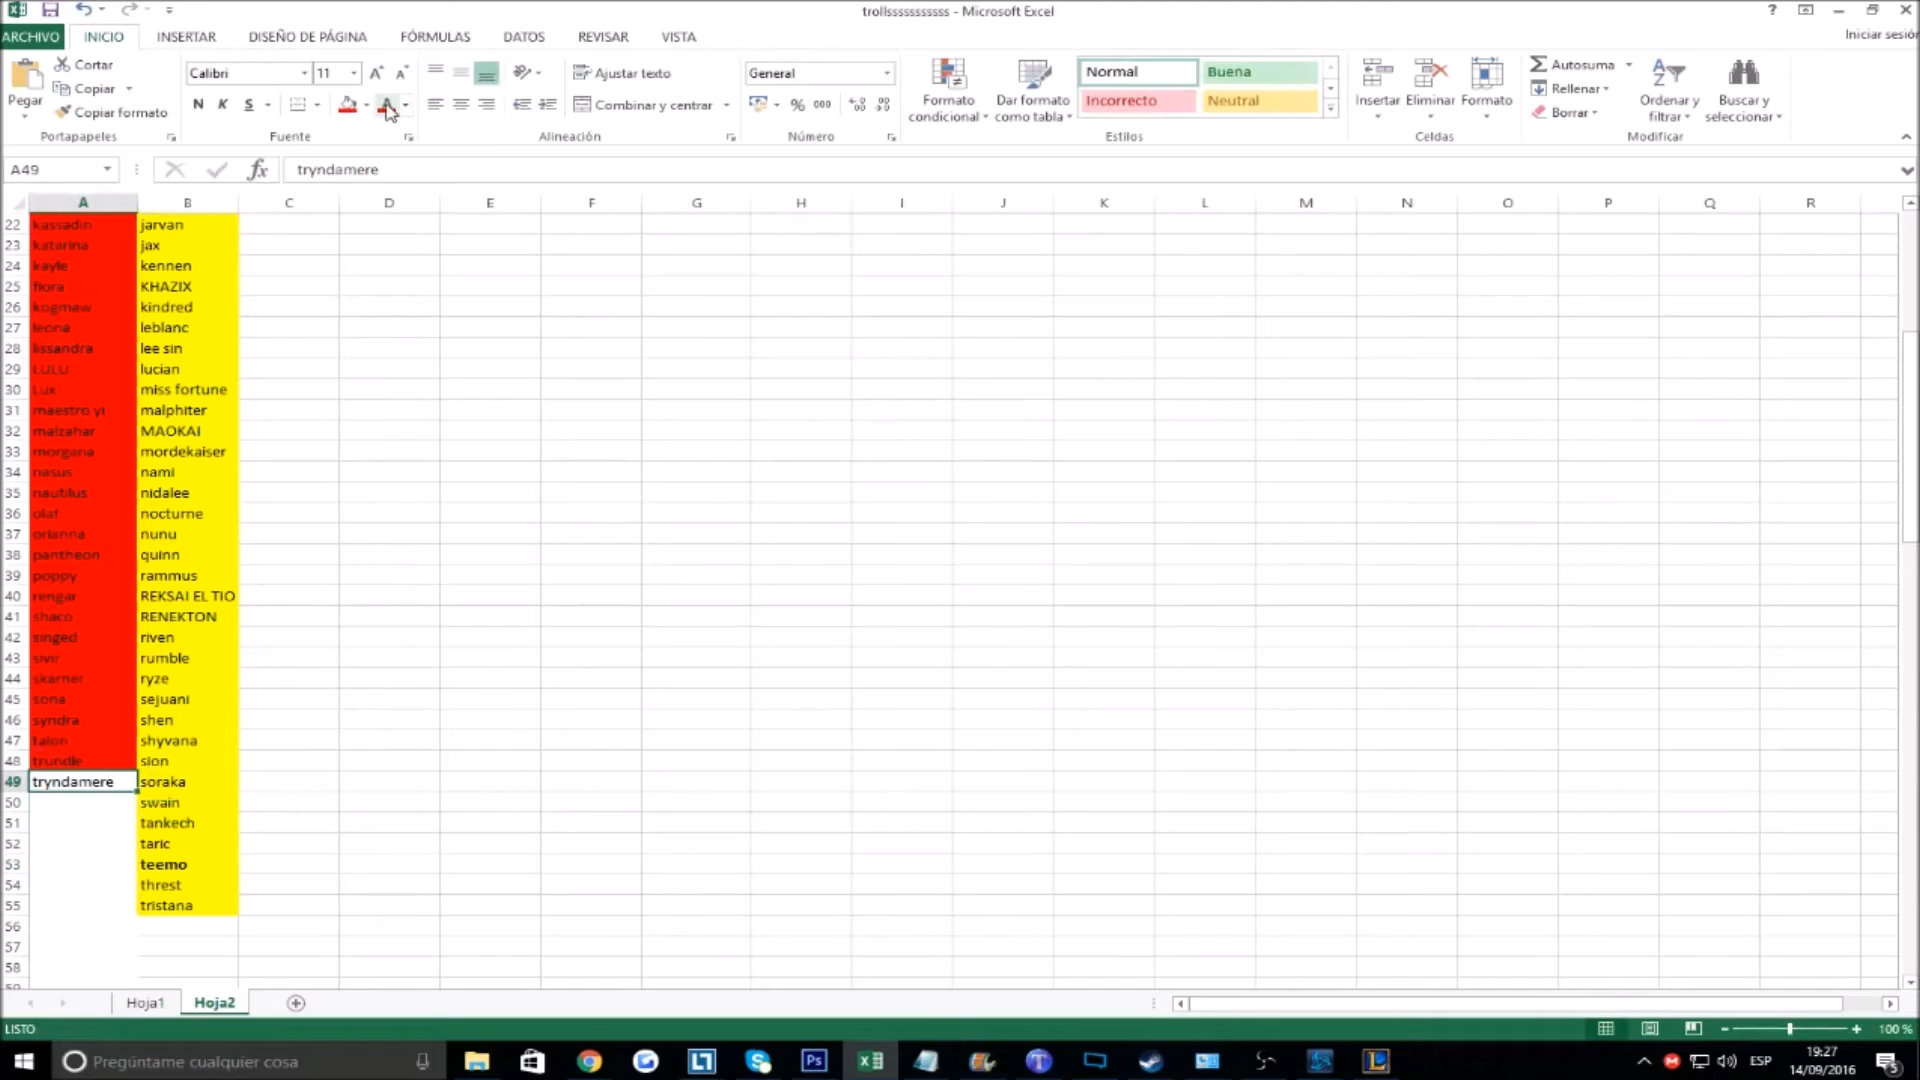 trollsssssssssss - Microsoft Excel
ARCHIVO INICIO INSERTAR DISEÑO DE PÁGINA FÓRMULAS DATOS REVISAR VISTA Iniciar sesión
Pegar Cortar Copiar Copiar formato
Calibri 11
N K S
Ajustar texto
Combinar y centrar
General
% 000
Formato condicional Dar formato como tabla
Normal Buena
Incorrecto Neutral
Insertar Eliminar Formato
Autosuma
Rellenar
Borrar
Ordenar y filtrar Buscar y seleccionar
Portapapeles Fuente Alineación Número Estilos Celdas Modificar
A49 fx tryndamere
A B C D E F G H I J K L M N O P Q R
22 kassadin jarvan
23 katarina jax
24 kayle kennen
25 fiora KHAZIX
26 kogmaw kindred
27 leona leblanc
28 lissandra lee sin
29 LULU lucian
30 Lux miss fortune
31 maestro yi malphiter
32 malzahar MAOKAI
33 morgana mordekaiser
34 nasus nami
35 nautilus nidalee
36 olaf nocturne
37 orianna nunu
38 pantheon quinn
39 poppy rammus
40 rengar REKSAI EL TIO
41 shaco RENEKTON
42 singed riven
43 sivir rumble
44 skarner ryze
45 sona sejuani
46 syndra shen
47 talon shyvana
48 trundle sion
49 tryndamere soraka
50 swain
51 tankech
52 taric
53 teemo
54 threst
55 tristana
56
57
58
Hoja1 Hoja2
LISTO 100 %
Pregúntame cualquier cosa
ESP
19:27
14/09/2016